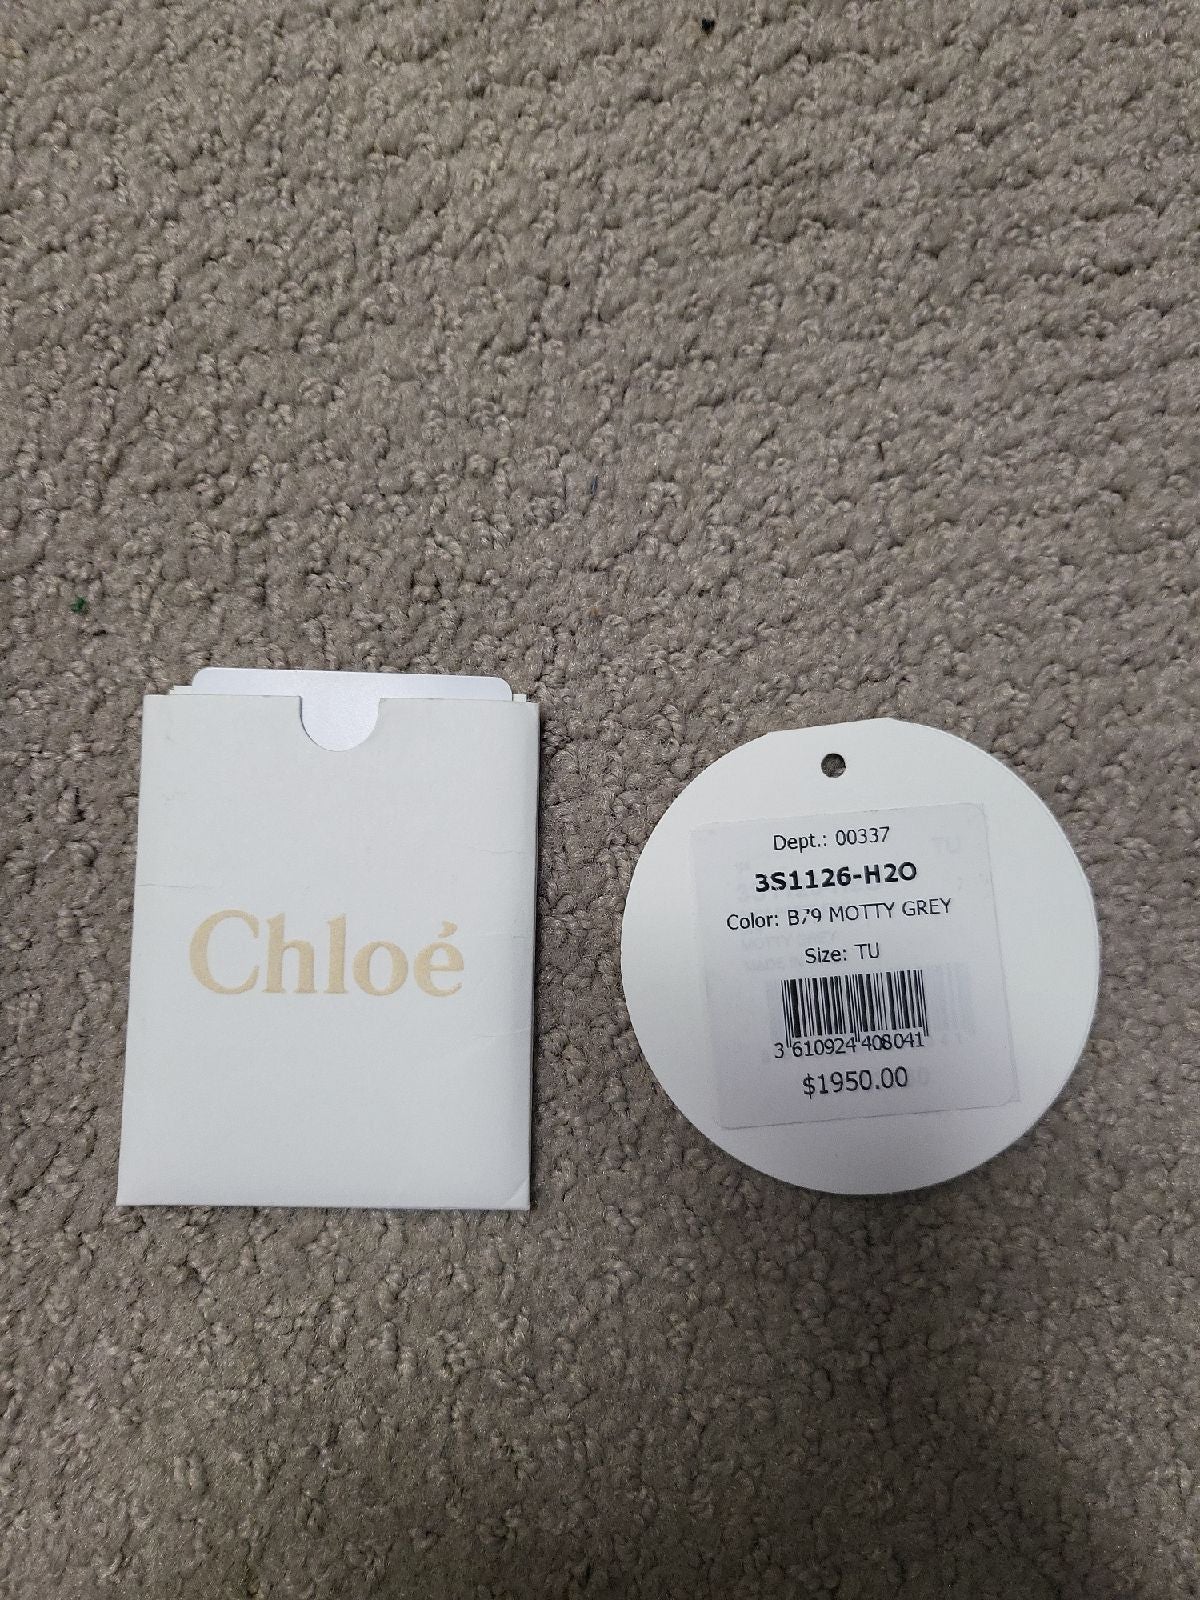 Chloé
Dept.: 00337
3S1126-H2O
Color: B79 MOTTY GREY
Size: TU
3 610924 408041
$1950.00